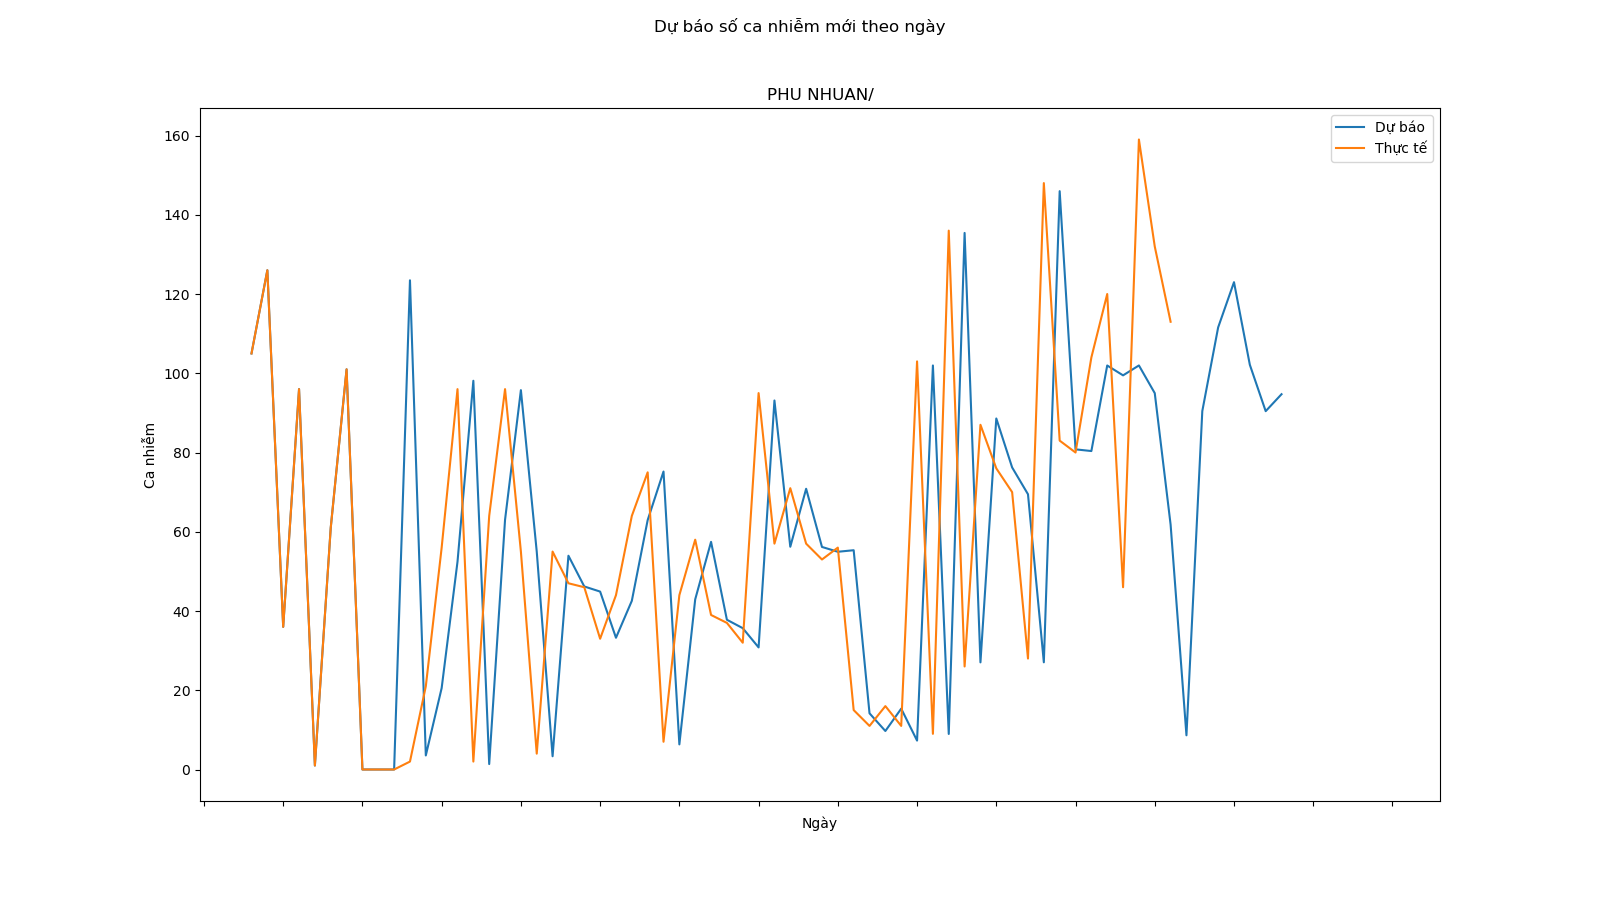 Dự báo số ca nhiễm mới theo ngày
PHU NHUAN/
Dự báo
Thực tế
160
140
120
100
80
60
40
20
0
Ca nhiễm
Ngày